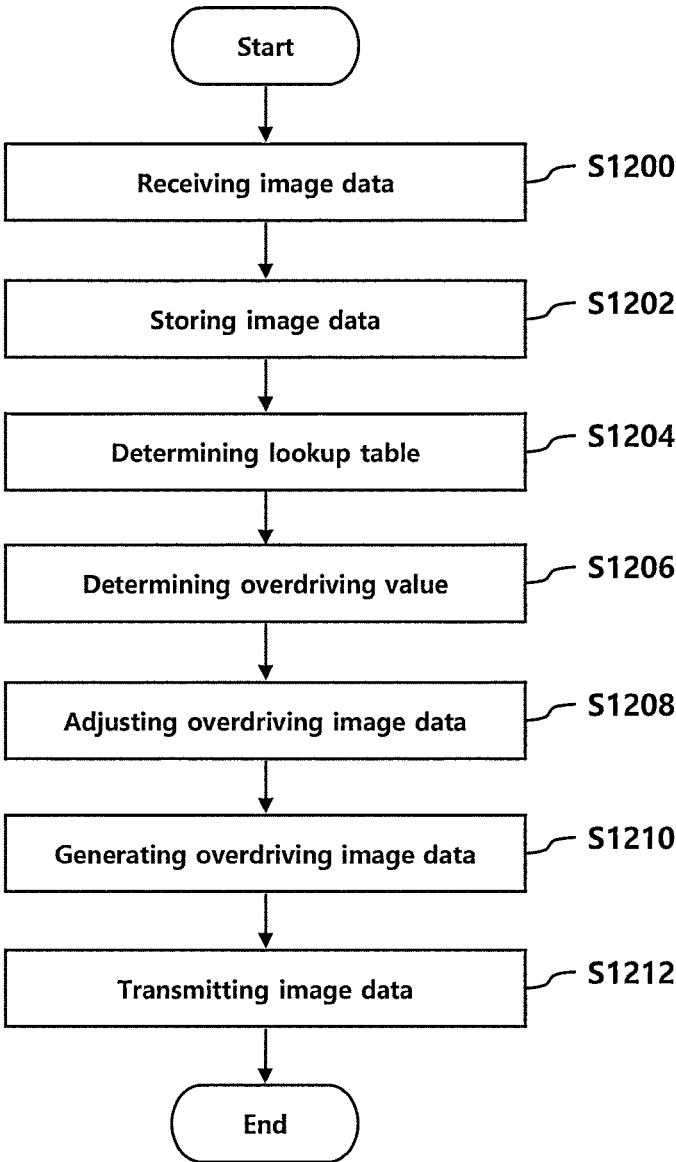 Start
Receiving image data
S1200
Storing image data
S1202
Determining lookup table
S1204
Determining overdriving value
S1206
Adjusting overdriving image data
S1208
Generating overdriving image data
S1210
Transmitting image data
S1212
End